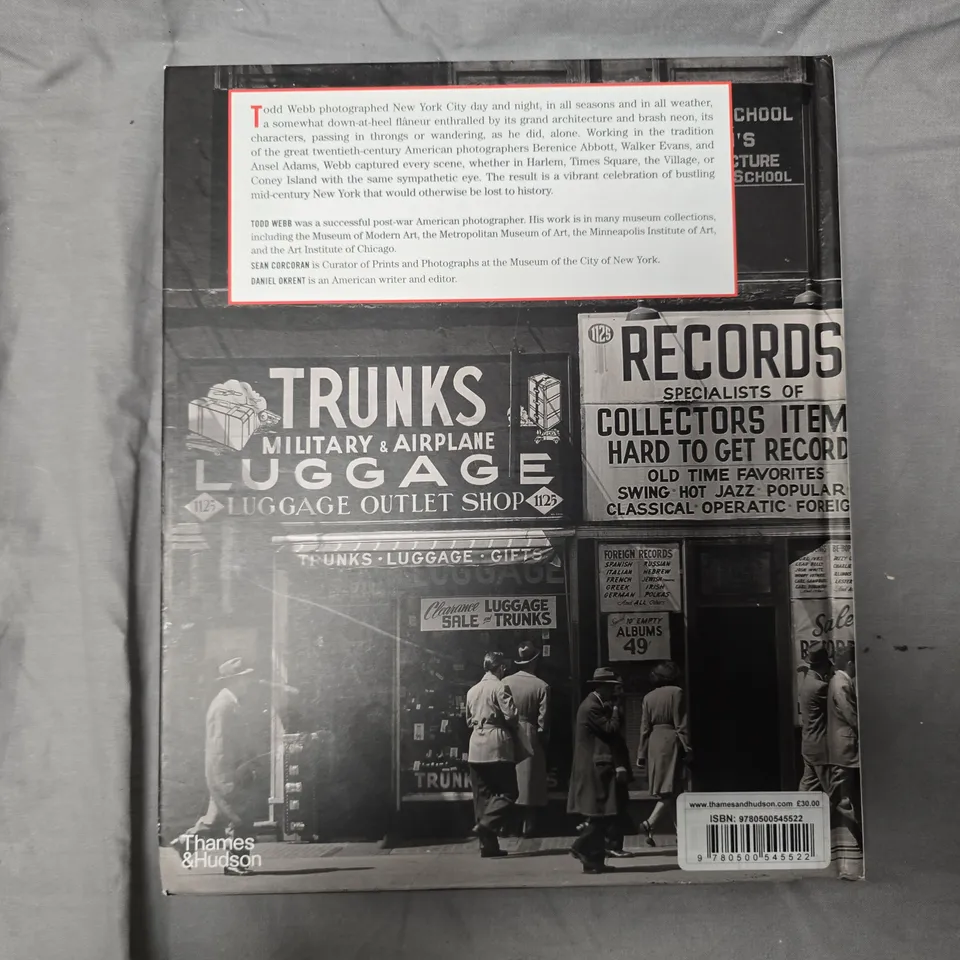 Todd Webb photographed New York City day and night, in all seasons and in all weather,
a somewhat down-at-heel flâneur enthralled by its grand architecture and brash neon, its
characters, passing in throngs or wandering, as he did, alone. Working in the tradition
of the great twentieth-century American photographers Berenice Abbott, Walker Evans, and
Ansel Adams, Webb captured every scene, whether in Harlem, Times Square, the Village, or
Coney Island with the same sympathetic eye. The result is a vibrant celebration of bustling
mid-century New York that would otherwise be lost to history.
TODD WEBB was a successful post-war American photographer. His work is in many museum collections,
including the Museum of Modern Art, the Metropolitan Museum of Art, the Minneapolis Institute of Art,
and the Art Institute of Chicago.
SEAN CORCORAN is Curator of Prints and Photographs at the Museum of the City of New York.
DANIEL OKRENT is an American writer and editor.
CHOOL
'S
CTURE
SCHOOL
TRUNKS
MILITARY & AIRPLANE
LUGGAGE
1125 LUGGAGE OUTLET SHOP 1125
1125
RECORDS
SPECIALISTS OF
COLLECTORS ITEM
HARD TO GET RECORD
OLD TIME FAVORITES
SWING · HOT JAZZ · POPULAR
CLASSICAL · OPERATIC · FOREIG
TRUNKS · LUGGAGE · GIFTS
LUGGAGE
Clearance LUGGAGE
SALE of TRUNKS
FOREIGN RECORDS
SPANISH RUSSIAN
ITALIAN HEBREW
FRENCH JEWISH
GREEK IRISH
GERMAN POLKAS
And ALL Others
10" EMPTY
ALBUMS
49¢
Sale
TRUNK
Thames
&Hudson
www.thamesandhudson.com £30.00
ISBN: 9780500545522
9 780500 545522